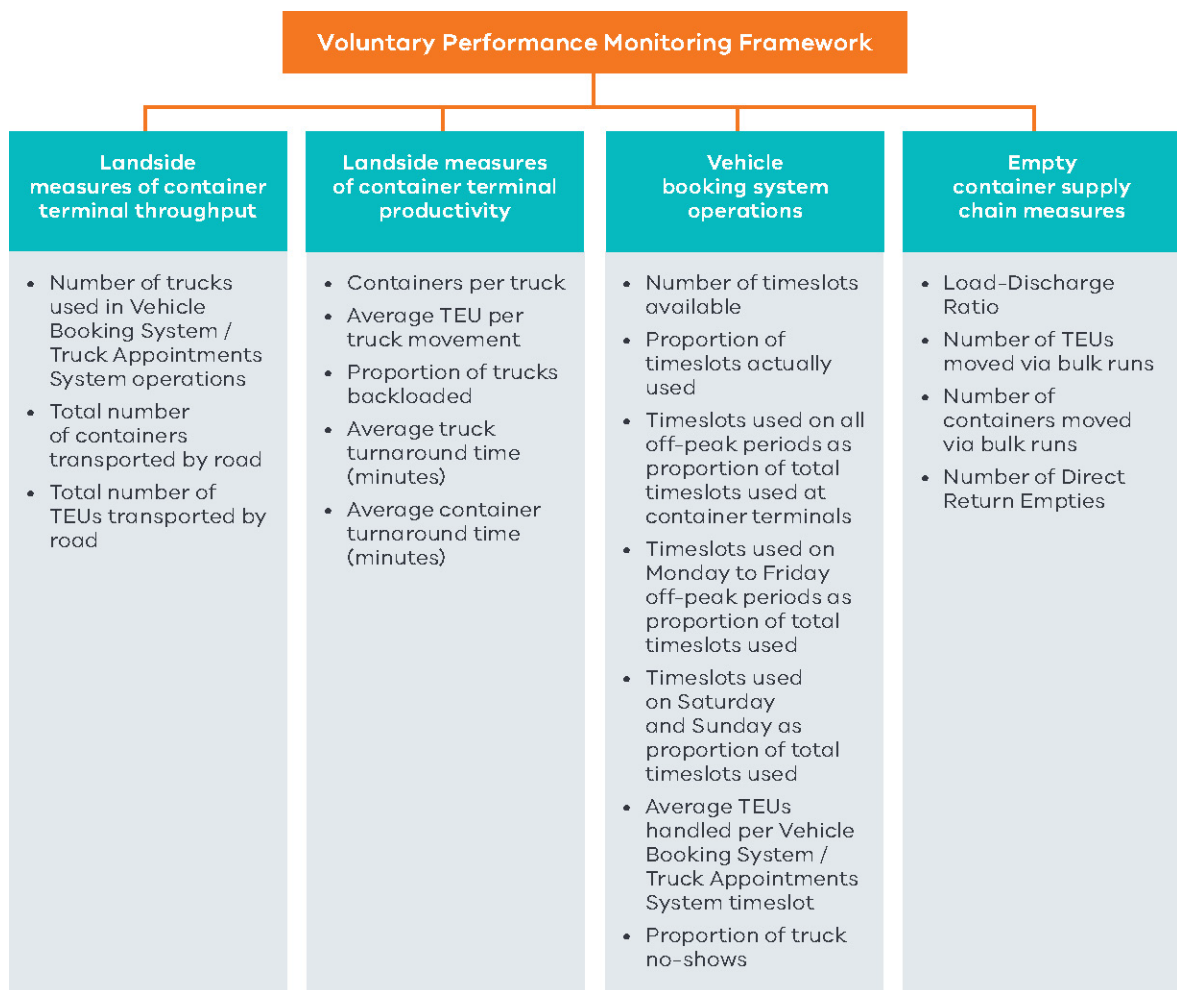 Voluntary Performance Monitoring Framework
Landside
measures of container
terminal throughput
• Number of trucks
used in Vehicle
Booking System /
Truck Appointments
System operations
• Total number
of containers
transported by road
• Total number of
TEUs transported by
road
Landside measures
of container terminal
productivity
• Containers per truck
• Average TEU per
truck movement
• Proportion of trucks
backloaded
• Average truck
turnaround time
(minutes)
• Average container
turnaround time
(minutes)
Vehicle
booking system
operations
• Number of timeslots
available
• Proportion of
timeslots actually
used
• Timeslots used on all
off-peak periods as
proportion of total
timeslots used at
container terminals
• Timeslots used on
Monday to Friday
off-peak periods as
proportion of total
timeslots used
• Timeslots used
on Saturday
and Sunday as
proportion of total
timeslots used
• Average TEUs
handled per Vehicle
Booking System /
Truck Appointments
System timeslot
• Proportion of truck
no-shows
Empty
container supply
chain measures
• Load-Discharge
Ratio
• Number of TEUs
moved via bulk runs
• Number of
containers moved
via bulk runs
• Number of Direct
Return Empties